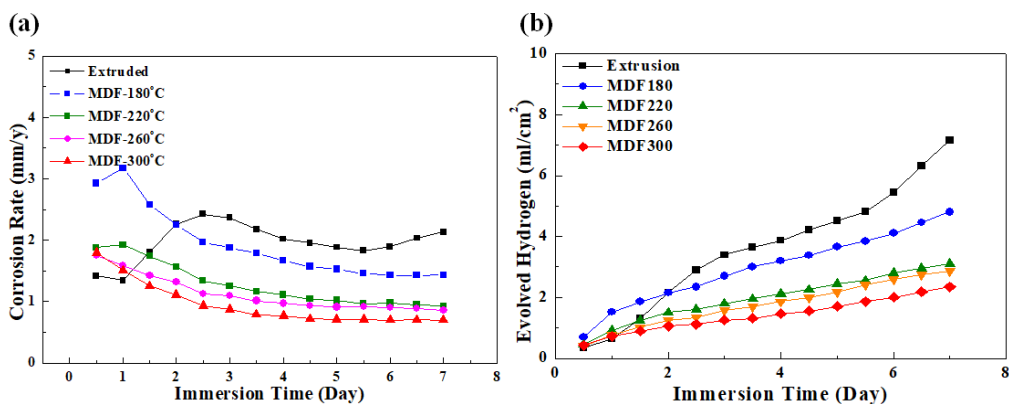 (a)
Corrosion Rate (mm/y)
5
4
3
2
1
0
Extruded
MDF-180°C
MDF-220°C
MDF-260°C
MDF-300°C
0 1 2 3 4 5 6 7 8
Immersion Time (Day)
(b)
Evolved Hydrogen (ml/cm²)
10
8
6
4
2
0
Extrusion
MDF180
MDF220
MDF260
MDF300
0 2 4 6 8
Immersion Time (Day)